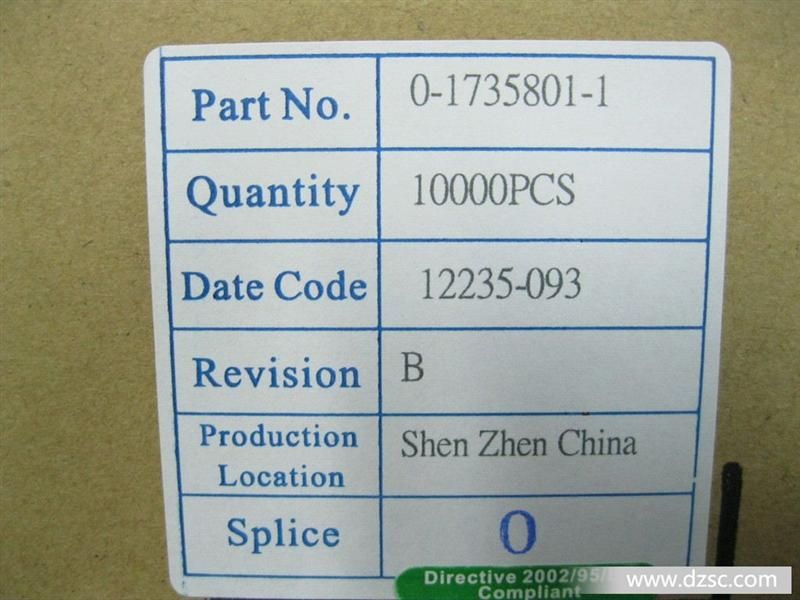 Part No. 0-1735801-1
Quantity 10000PCS
Date Code 12235-093
Revision B
Production Shen Zhen China
Location
Splice 0
Directive 2002/95/
Compliant
www.dzsc.com